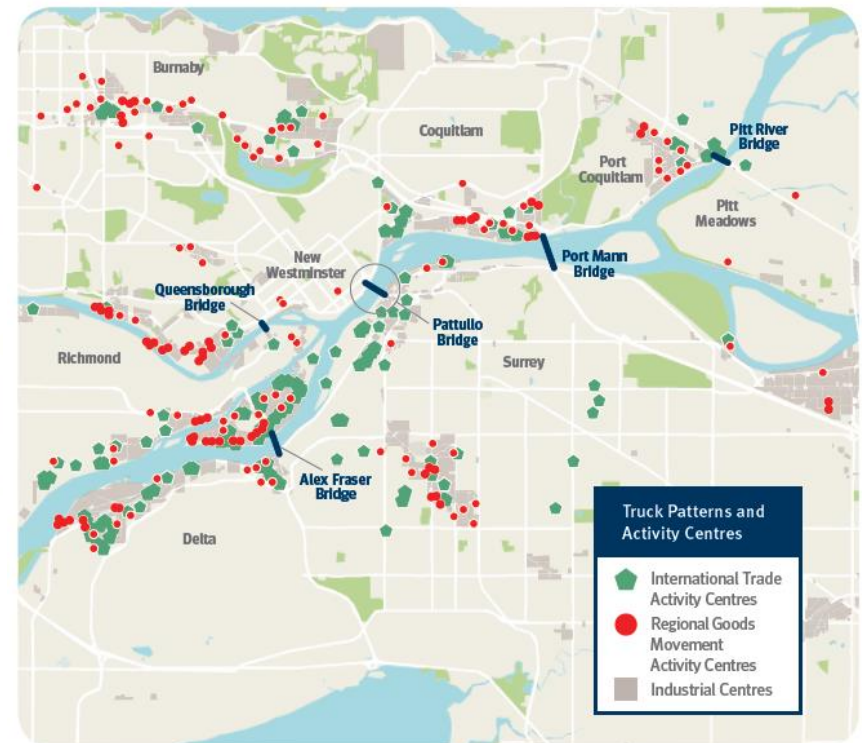 Burnaby
Coquitlam
Pitt River
Bridge
Port
Coquitlam
Pitt
Meadows
New
Westminster
Port Mann
Bridge
Queensborough
Bridge
Pattullo
Bridge
Richmond
Surrey
Alex Fraser
Bridge
Delta
Truck Patterns and
Activity Centres
International Trade
Activity Centres
Regional Goods
Movement
Activity Centres
Industrial Centres